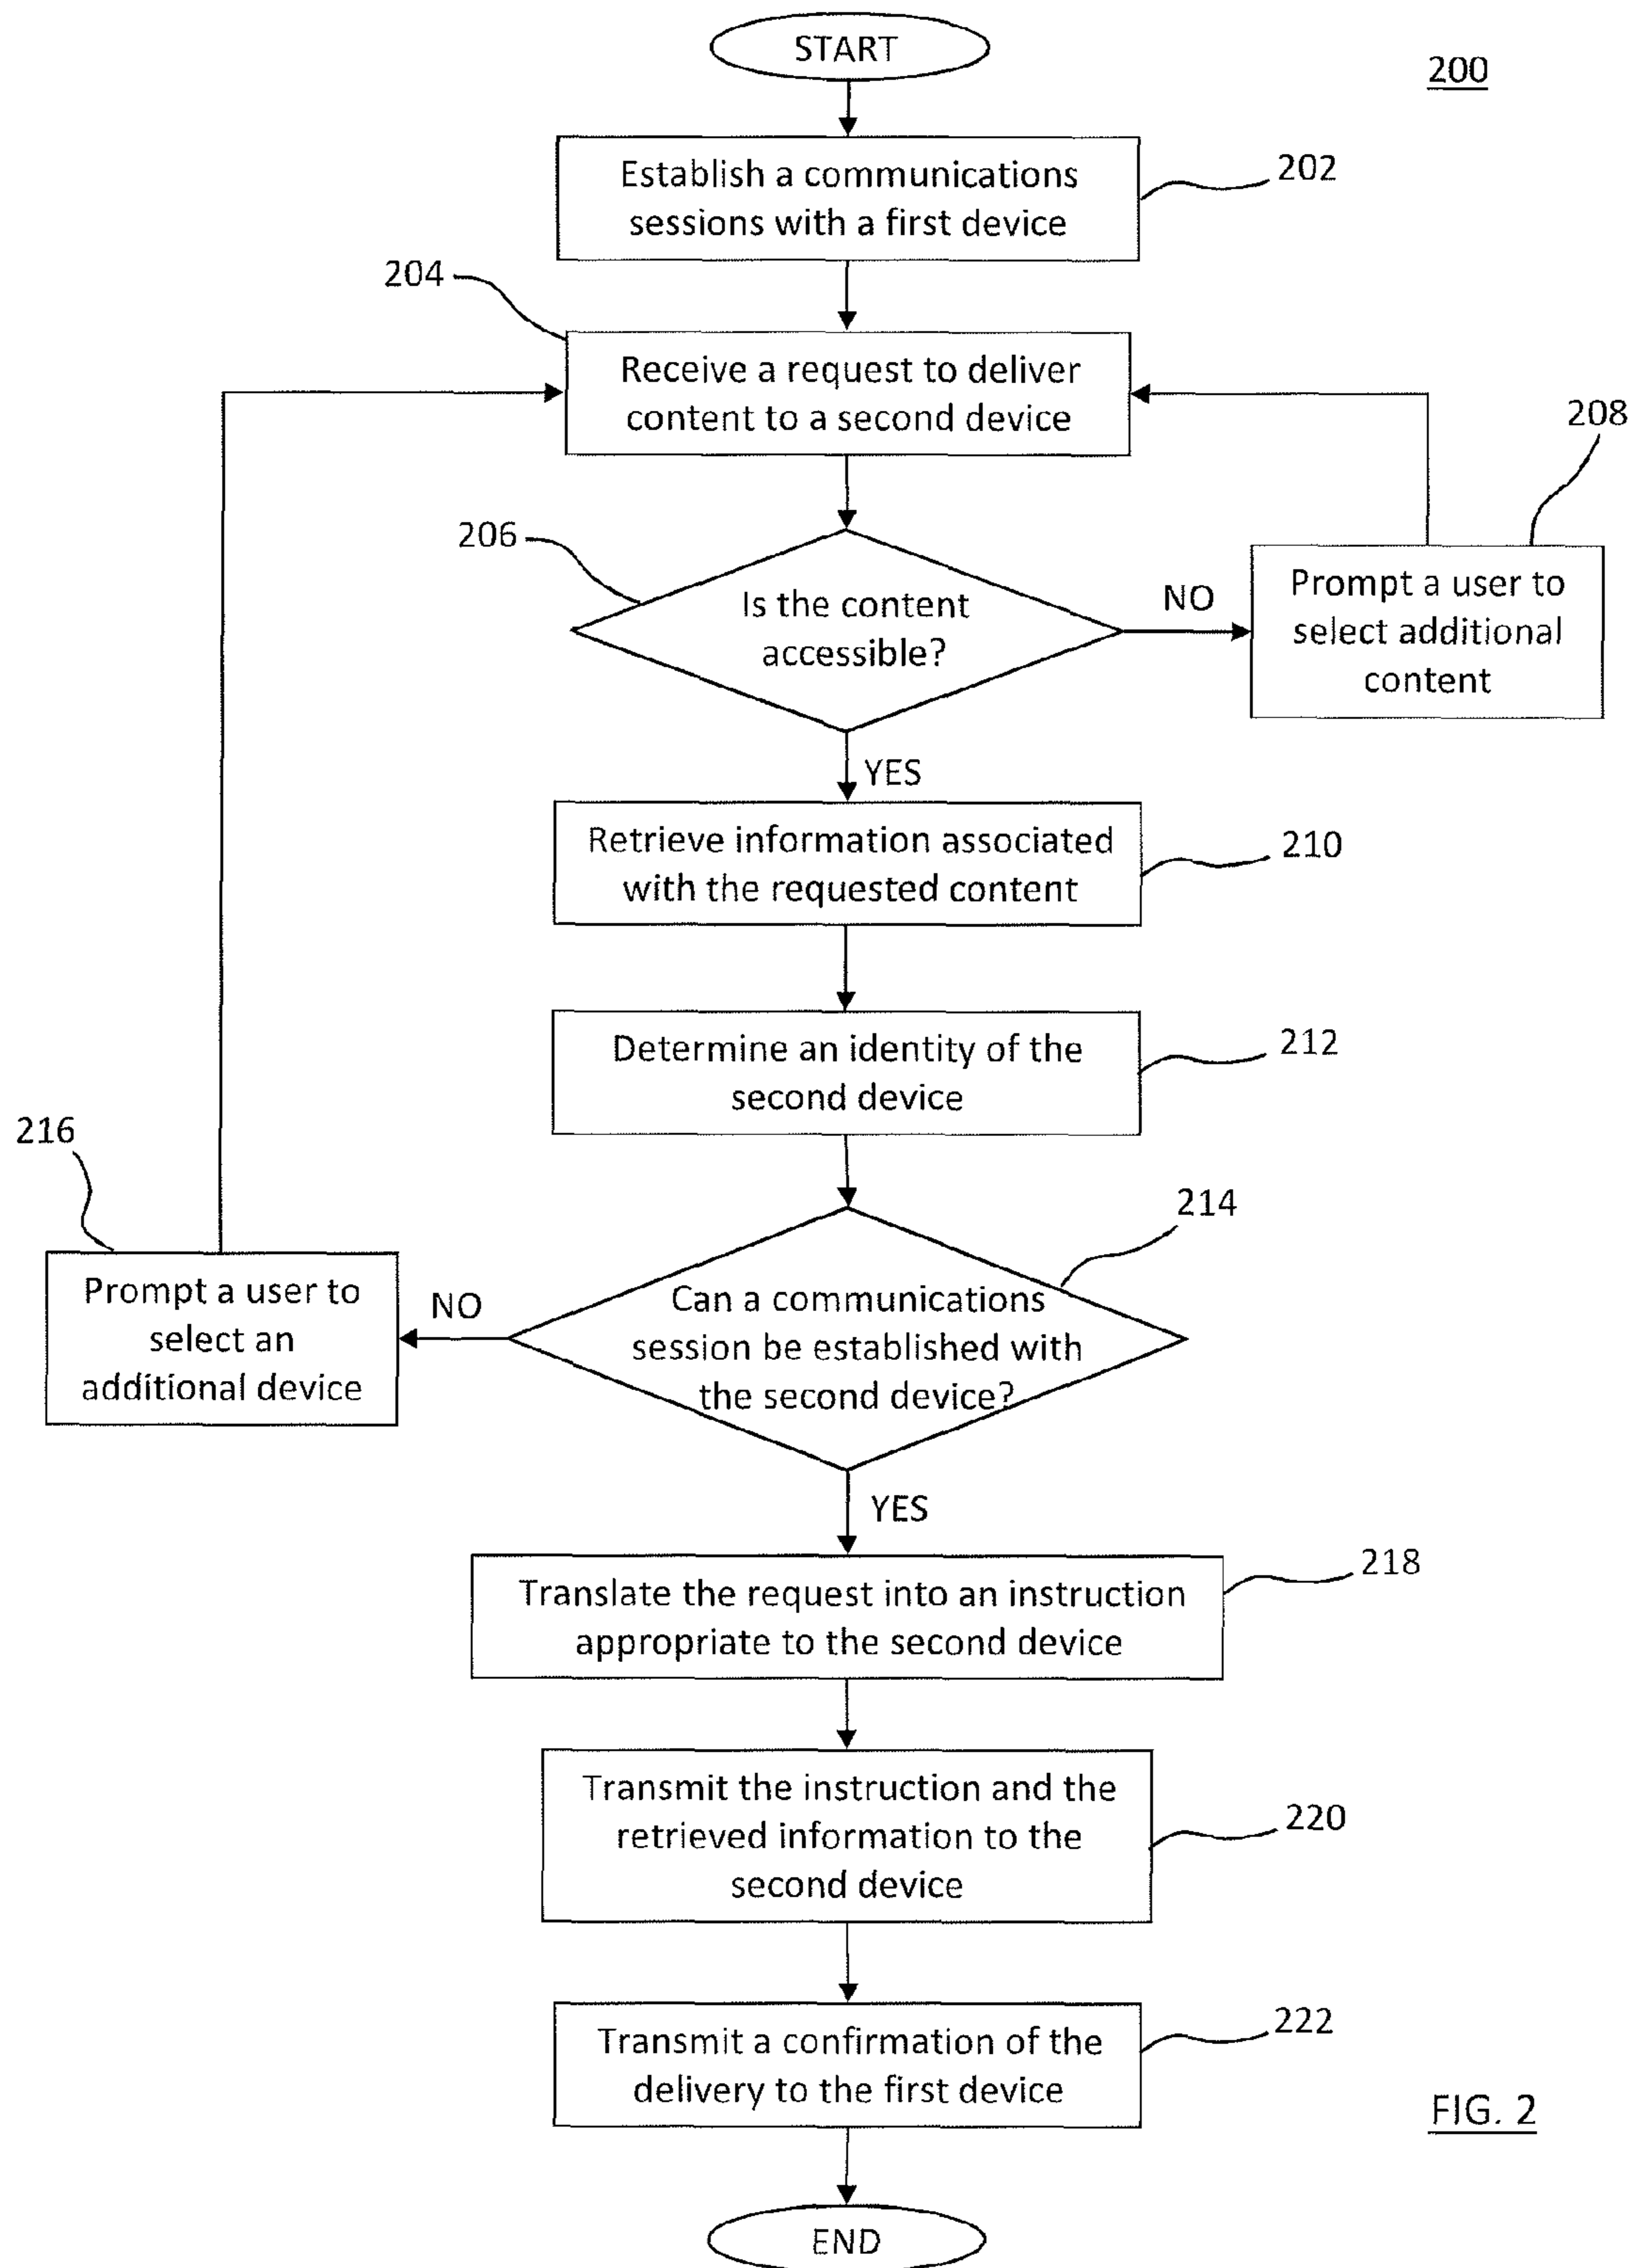 START
200
Establish a communications
sessions with a first device
202
204
Receive a request to deliver
content to a second device
208
206
Is the content
accessible?
NO
Prompt a user to
select additional
content
YES
Retrieve information associated
with the requested content
210
Determine an identity of the
second device
212
216
214
Prompt a user to
select an
additional device
NO
Can a communications
session be established with
the second device?
YES
Translate the request into an instruction
appropriate to the second device
218
Transmit the instruction and the
retrieved information to the
second device
220
Transmit a confirmation of the
delivery to the first device
222
FIG. 2
END